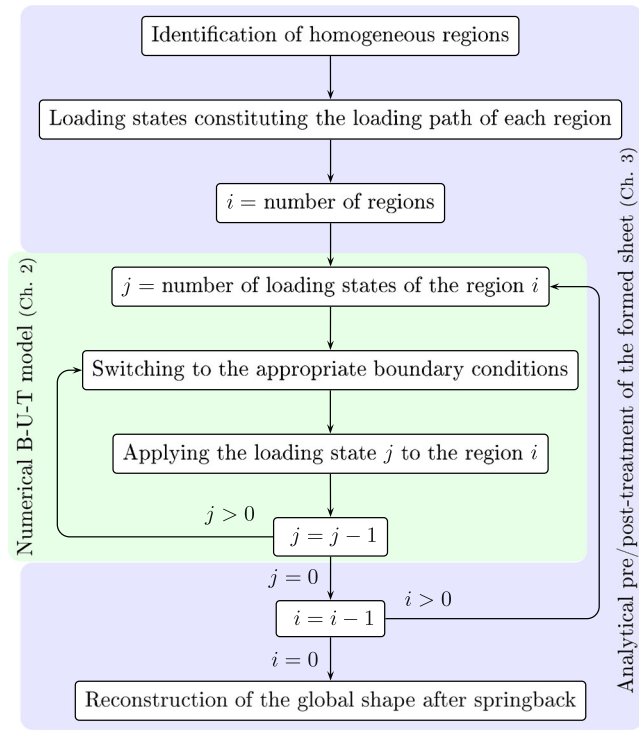 Identification of homogeneous regions
Loading states constituting the loading path of each region
i = number of regions
j = number of loading states of the region i
Switching to the appropriate boundary conditions
Applying the loading state j to the region i
j > 0
j = j − 1
j = 0
i = i − 1
i > 0
i = 0
Reconstruction of the global shape after springback
Numerical B-U-T model (Ch. 2)
Analytical pre/post-treatment of the formed sheet (Ch. 3)